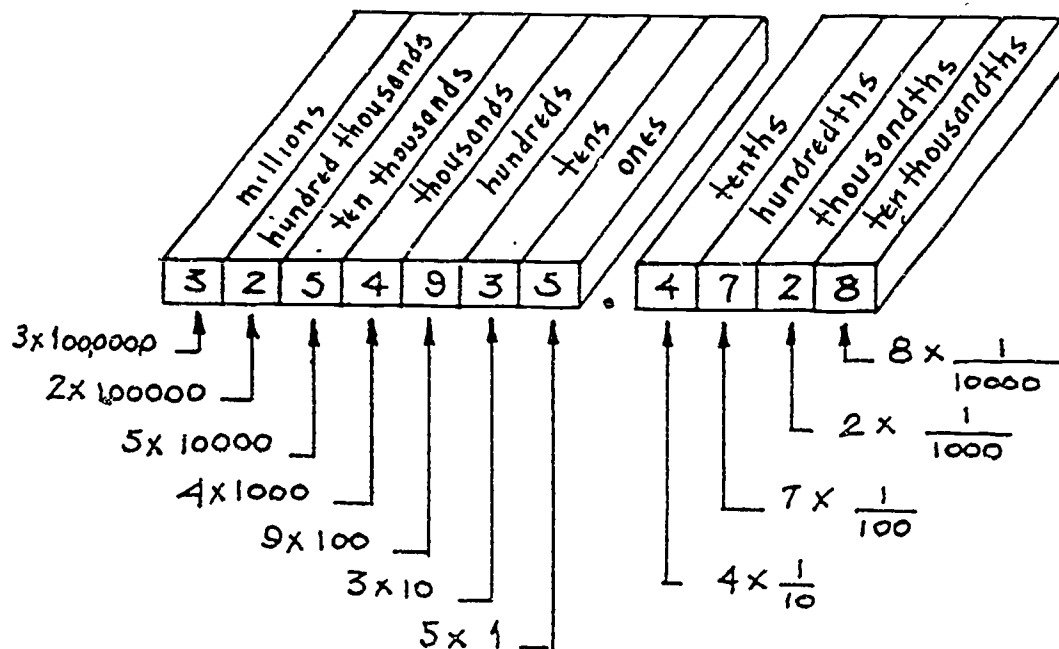 millions
hundred thousands
ten thousands
thousands
hundreds
tens
ones
tenths
hundredths
thousandths
ten thousandths
3 2 5 4 9 3 5 . 4 7 2 8
3×1000000
8 × 1/10000
2×100000
2 × 1/1000
5×10000
4×1000
7 × 1/100
9×100
3×10
4 × 1/10
5 × 1